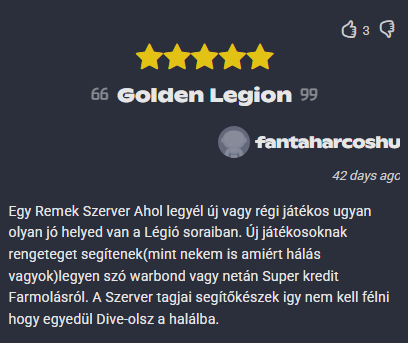 3
66 Golden Legion 99
fantaharcoshu
42 days ago
Egy Remek Szerver Ahol legyél új vagy régi játékos ugyan
olyan jó helyed van a Légió soraiban. Új játékosoknak
rengeteget segítenek(mint nekem is amiért hálás
vagyok)legyen szó warbond vagy netán Super kredit
Farmolásról. A Szerver tagjai segítőkészek igy nem kell félni
hogy egyedül Dive-olsz a halálba.